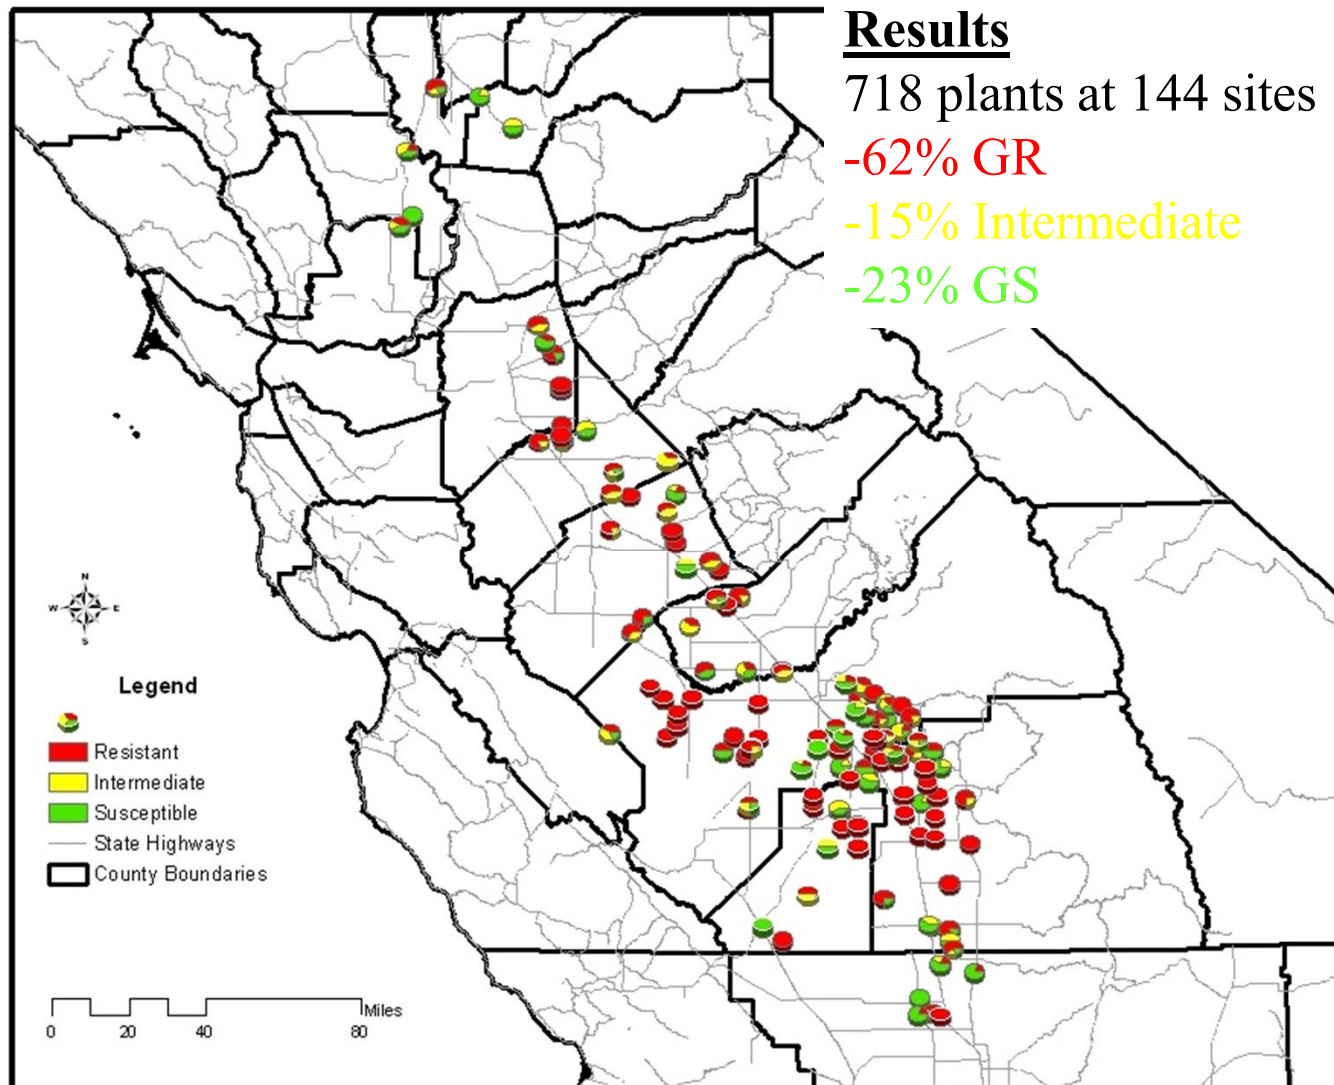 Results
718 plants at 144 sites
-62% GR
-15% Intermediate
-23% GS
N
W E
S
Legend
Resistant
Intermediate
Susceptible
State Highways
County Boundaries
Miles
0 20 40 80